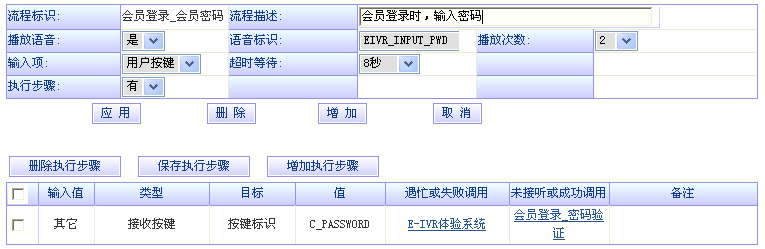 流程标识: 会员登录_会员密码 流程描述: 会员登录时，输入密码
播放语音: 是 语音标识: EIVR_INPUT_PWD 播放次数: 2
输入项: 用户按键 超时等待: 8秒
执行步骤: 有
应 用 删 除 增 加 取 消
删除执行步骤 保存执行步骤 增加执行步骤
输入值 类型 目标 值 遇忙或失败调用 未接听或成功调用 备注
其它 接收按键 按键标识 C_PASSWORD E-IVR体验系统 会员登录_密码验
证